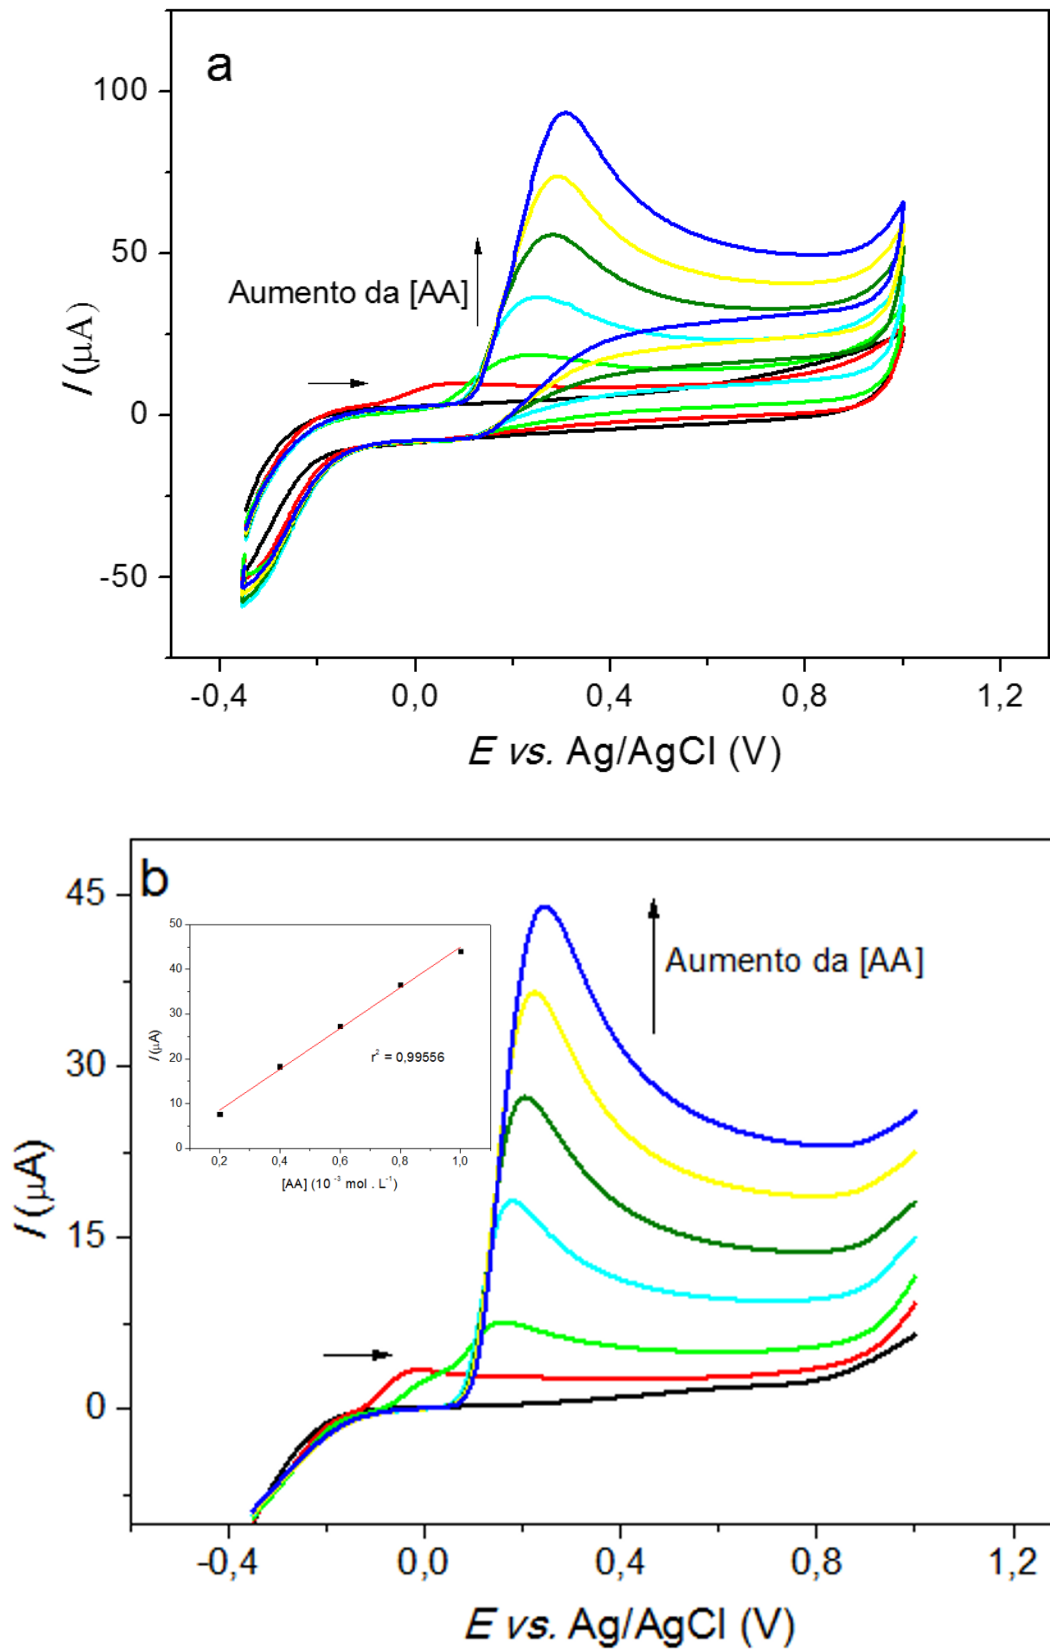 a
I (μA)
100
50
0
-50
Aumento da [AA]
-0,4 0,0 0,4 0,8 1,2
E vs. Ag/AgCl (V)
b
I (μA)
45
30
15
0
Aumento da [AA]
I (μA)
50
40
30
20
10
0
r² = 0,99556
0,2 0,4 0,6 0,8 1,0
[AA] (10⁻³ mol . L⁻¹)
-0,4 0,0 0,4 0,8 1,2
E vs. Ag/AgCl (V)